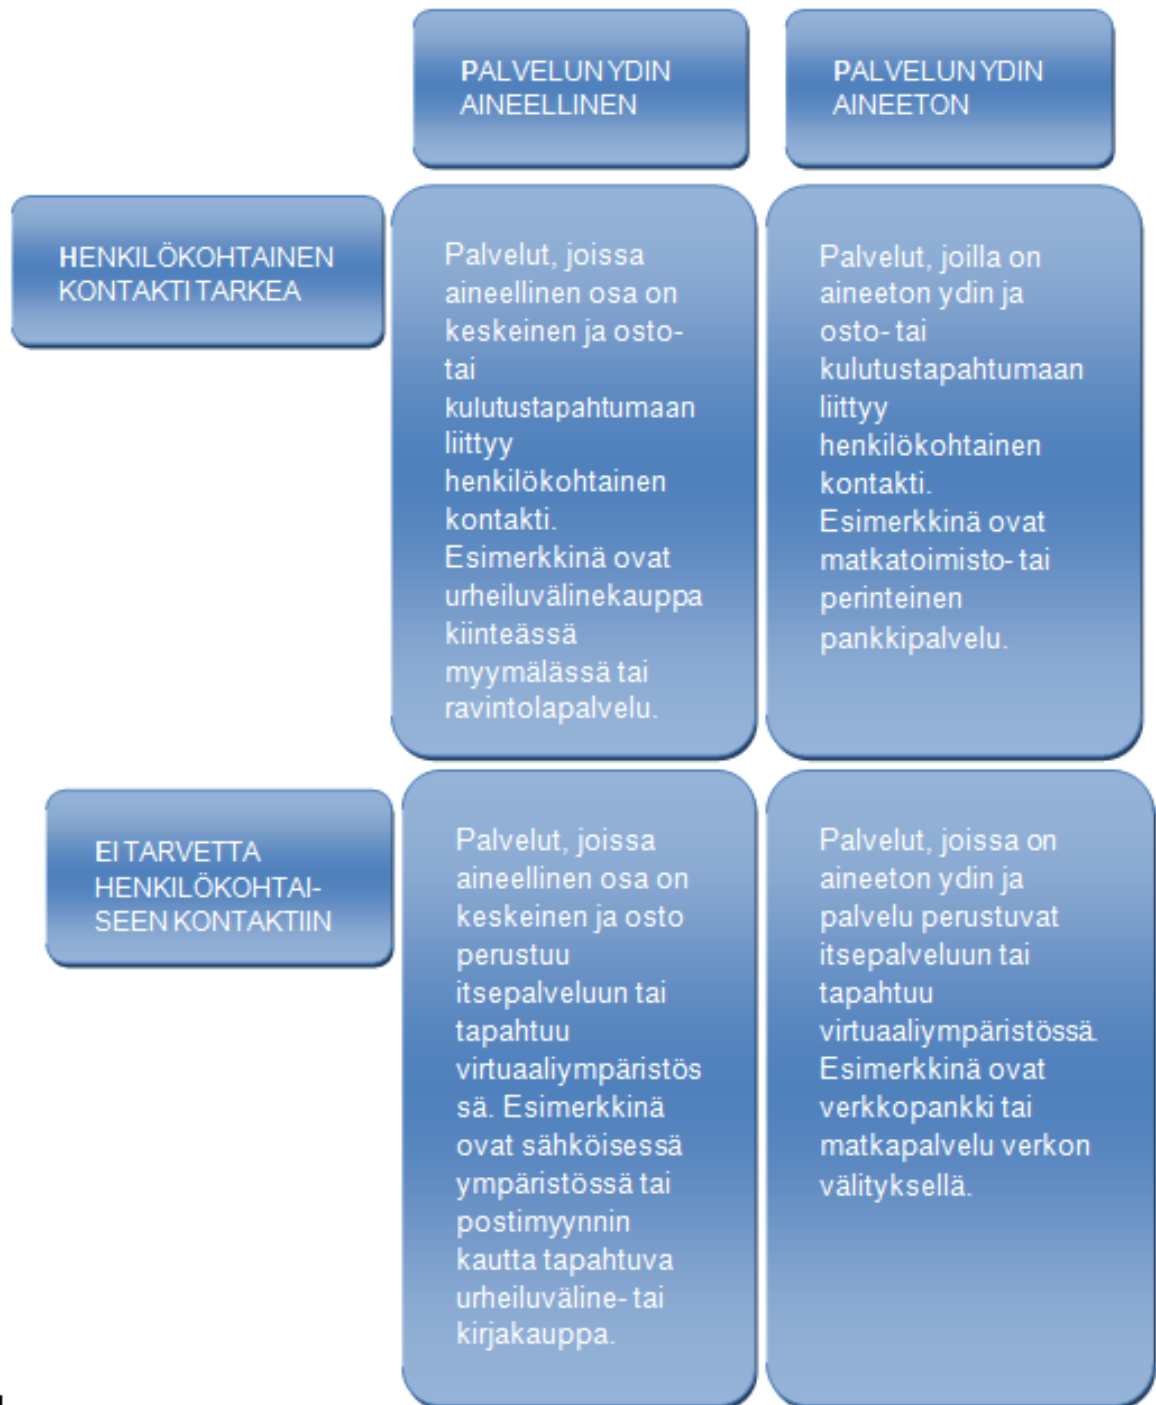 PALVELUN YDIN
AINEELLINEN
PALVELUN YDIN
AINEETON
HENKILÖKOHTAINEN
KONTAKTI TARKEA
Palvelut, joissa
aineellinen osa on
keskeinen ja osto-
tai
kulutustapahtumaan
liittyy
henkilökohtainen
kontakti.
Esimerkkinä ovat
urheiluvälinekauppa
kiinteässä
myymälässä tai
ravintolapalvelu.
Palvelut, joilla on
aineeton ydin ja
osto- tai
kulutustapahtumaan
liittyy
henkilökohtainen
kontakti.
Esimerkkinä ovat
matkatoimisto- tai
perinteinen
pankkipalvelu.
EI TARVETTA
HENKILÖKOHTAI-
SEEN KONTAKTIIN
Palvelut, joissa
aineellinen osa on
keskeinen ja osto
perustuu
itsepalveluun tai
tapahtuu
virtuaaliympäristös
sä. Esimerkkinä
ovat sähköisessä
ympäristössä tai
postimyynnin
kautta tapahtuva
urheiluväline- tai
kirjakauppa.
Palvelut, joissa on
aineeton ydin ja
palvelu perustuvat
itsepalveluun tai
tapahtuu
virtuaaliympäristössä.
Esimerkkinä ovat
verkkopankki tai
matkapalvelu verkon
välityksellä.